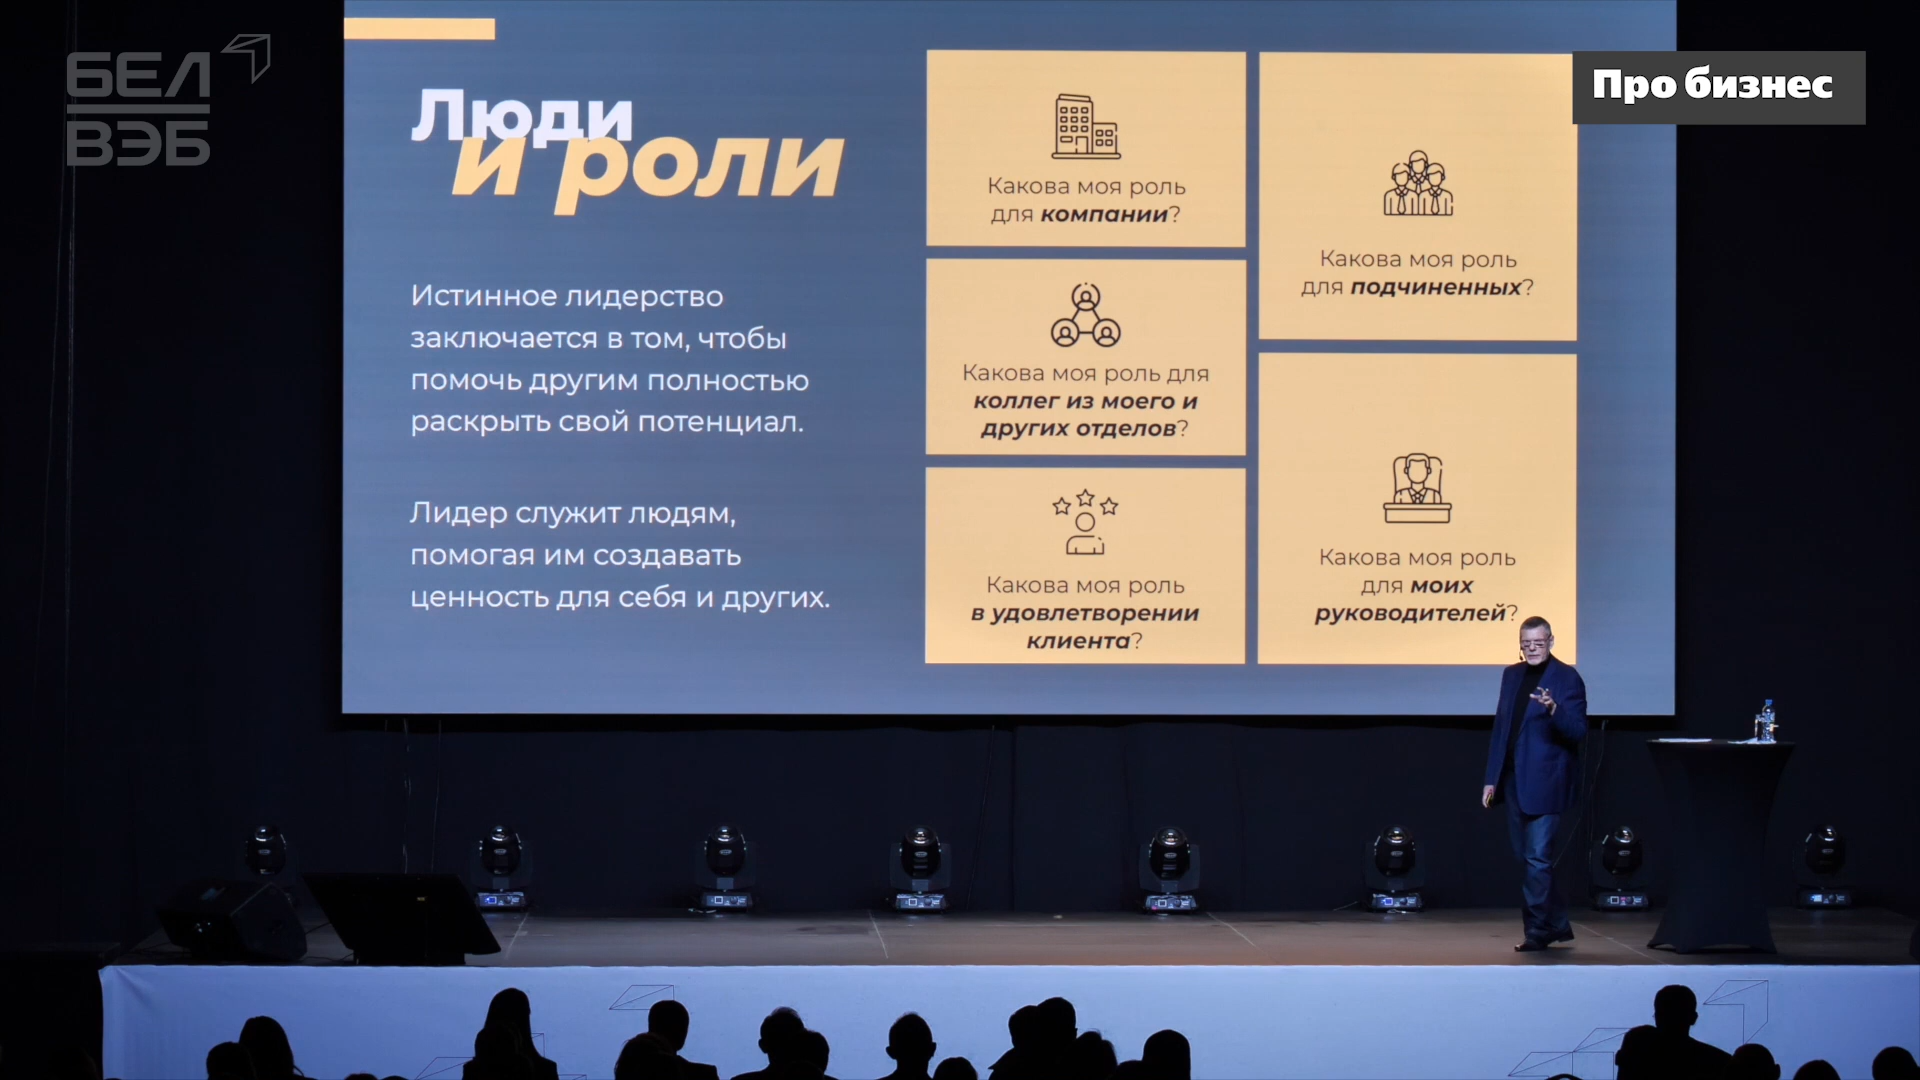 БЕЛ
ВЭБ
Про бизнес
Люди
и роли
Истинное лидерство
заключается в том, чтобы
помочь другим полностью
раскрыть свой потенциал.
Лидер служит людям,
помогая им создавать
ценность для себя и других.
Какова моя роль
для компании?
Какова моя роль для
коллег из моего и
других отделов?
Какова моя роль
в удовлетворении
клиента?
Какова моя роль
для подчиненных?
Какова моя роль
для моих
руководителей?